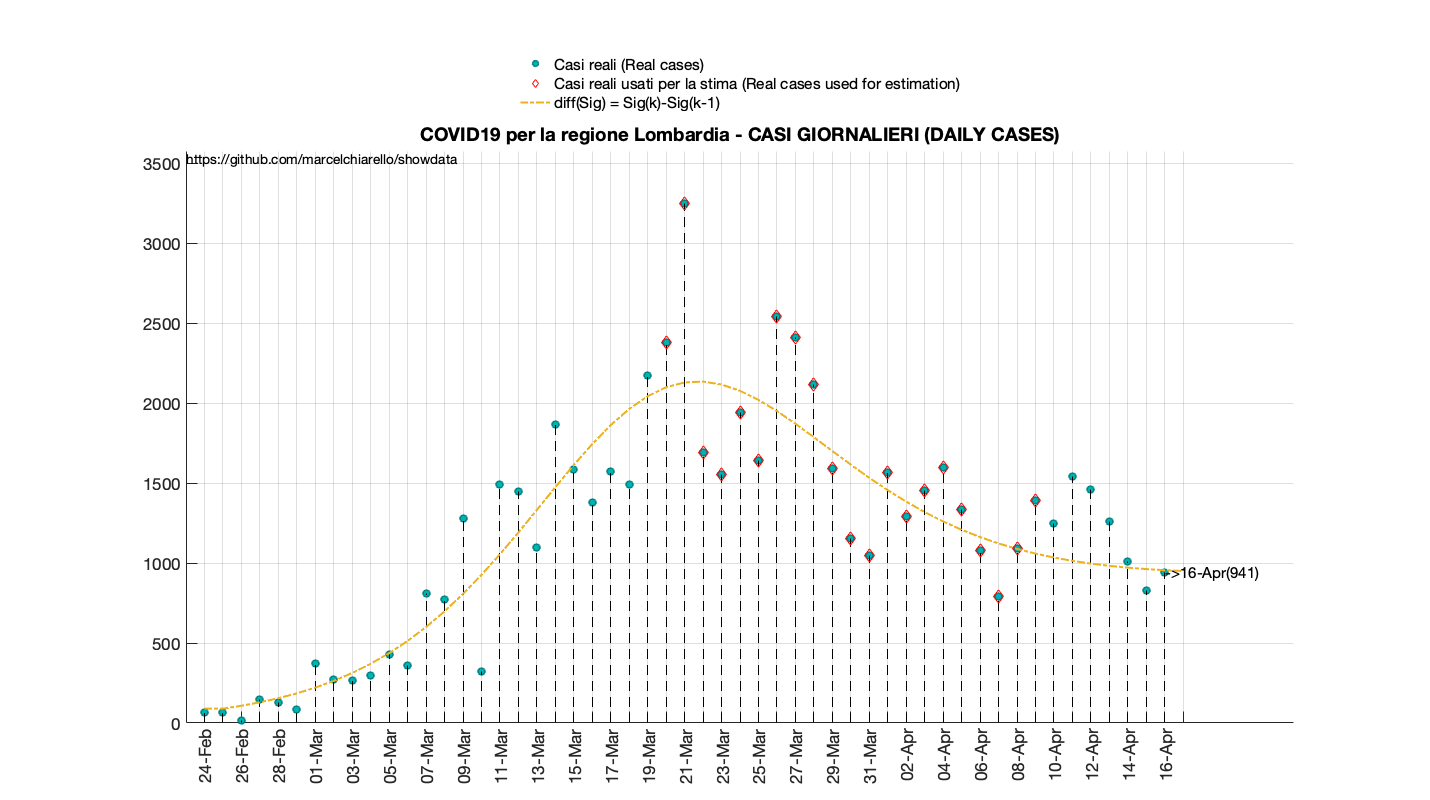 Casi reali (Real cases)
Casi reali usati per la stima (Real cases used for estimation)
diff(Sig) = Sig(k)-Sig(k-1)
COVID19 per la regione Lombardia - CASI GIORNALIERI (DAILY CASES)
https://github.com/marcelchiarello/showdata
3500
3000
2500
2000
1500
1000
500
0
->16-Apr(941)
24-Feb
26-Feb
28-Feb
01-Mar
03-Mar
05-Mar
07-Mar
09-Mar
11-Mar
13-Mar
15-Mar
17-Mar
19-Mar
21-Mar
23-Mar
25-Mar
27-Mar
29-Mar
31-Mar
02-Apr
04-Apr
06-Apr
08-Apr
10-Apr
12-Apr
14-Apr
16-Apr